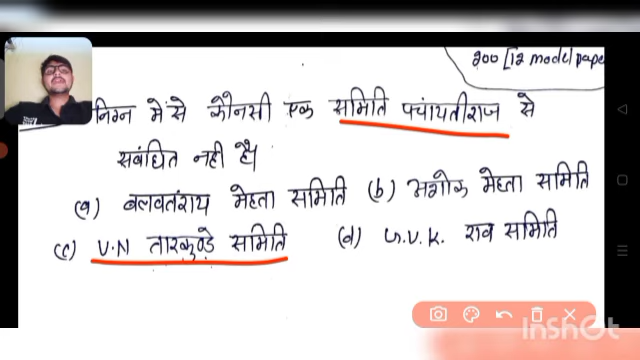 300 [12 model paper
निम्न में से कौनसी एक समिति पंचायतीराज से
संबंधित नही है।
(a) बलवंतराय मेहता समिति (b) अशोक मेहता समिति
(c) V.N तारकुण्डे समिति (d) G.V.K. राव समिति
InShOt